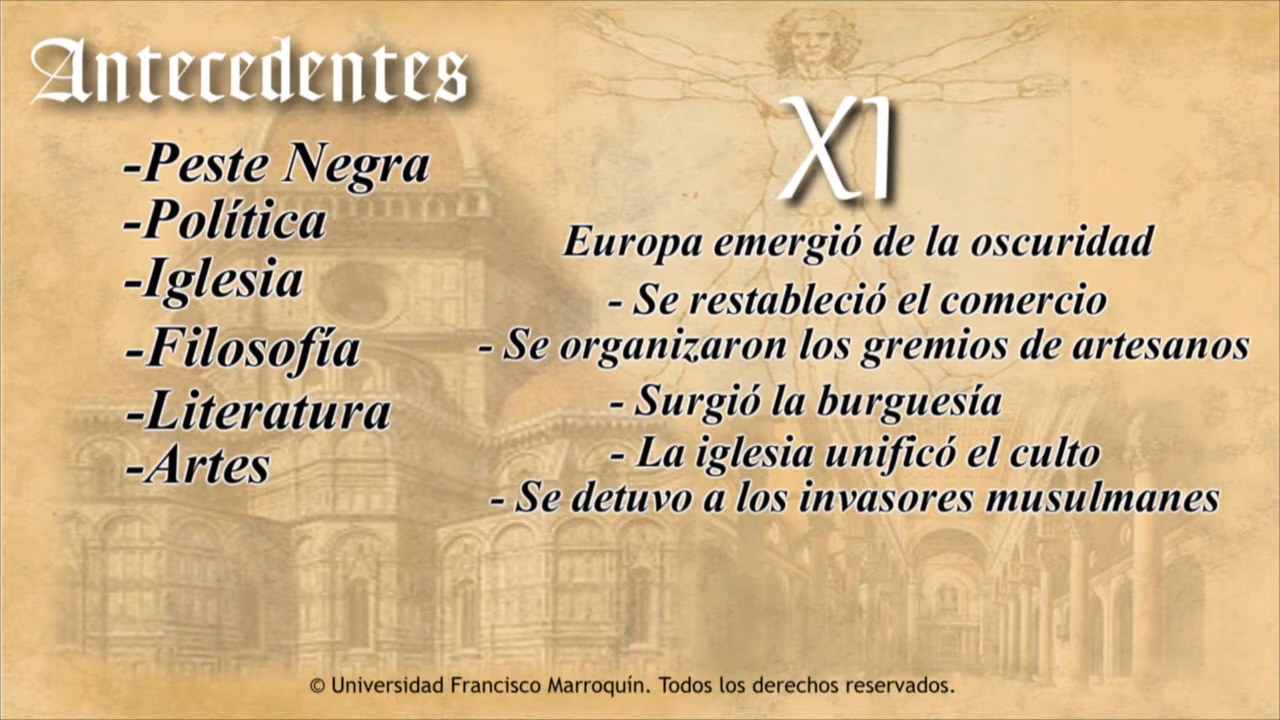 Antecedentes
-Peste Negra
-Política
-Iglesia
-Filosofía
-Literatura
-Artes
XI
Europa emergió de la oscuridad
- Se restableció el comercio
- Se organizaron los gremios de artesanos
- Surgió la burguesía
- La iglesia unificó el culto
- Se detuvo a los invasores musulmanes
© Universidad Francisco Marroquín. Todos los derechos reservados.